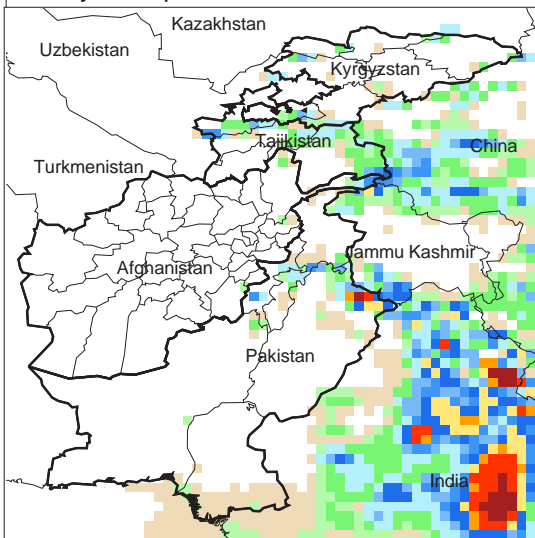 Kazakhstan
Uzbekistan
Kyrgyzstan
Tajikistan
China
Turkmenistan
Jammu Kashmir
Afghanistan
Pakistan
India